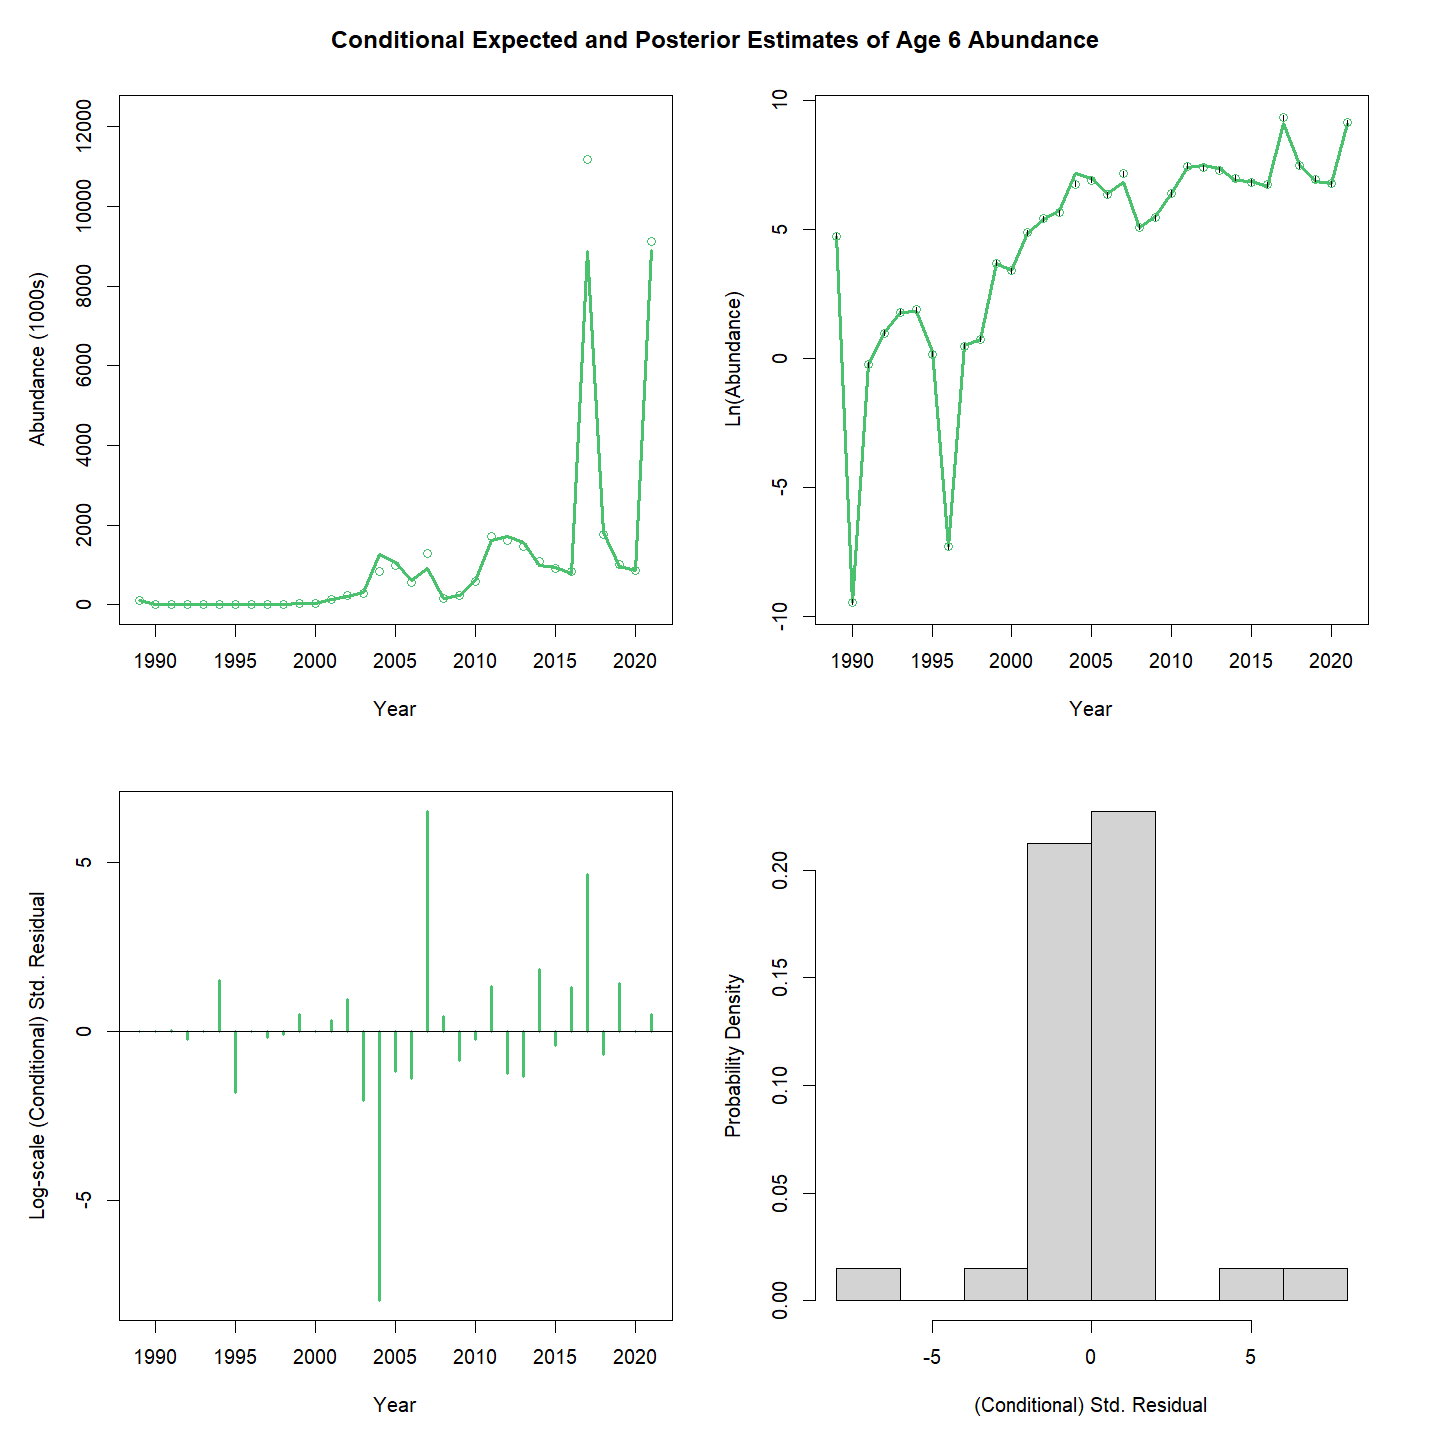 Conditional Expected and Posterior Estimates of Age 6 Abundance
Abundance (1000s)
12000
10000
8000
6000
4000
2000
0
1990 1995 2000 2005 2010 2015 2020
Year
Ln(Abundance)
10
5
0
-5
-10
1990 1995 2000 2005 2010 2015 2020
Year
Log-scale (Conditional) Std. Residual
5
0
-5
1990 1995 2000 2005 2010 2015 2020
Year
Probability Density
0.20
0.15
0.10
0.05
0.00
-5 0 5
(Conditional) Std. Residual